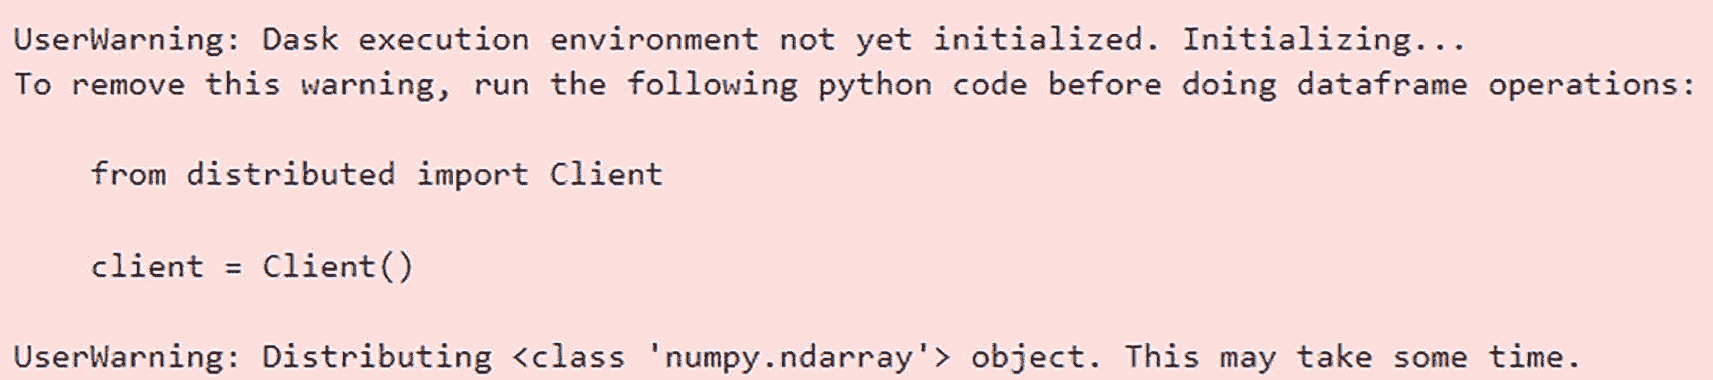 UserWarning: Dask execution environment not yet initialized. Initializing...
To remove this warning, run the following python code before doing dataframe operations:
from distributed import Client
client = Client()
UserWarning: Distributing <class 'numpy.ndarray'> object. This may take some time.